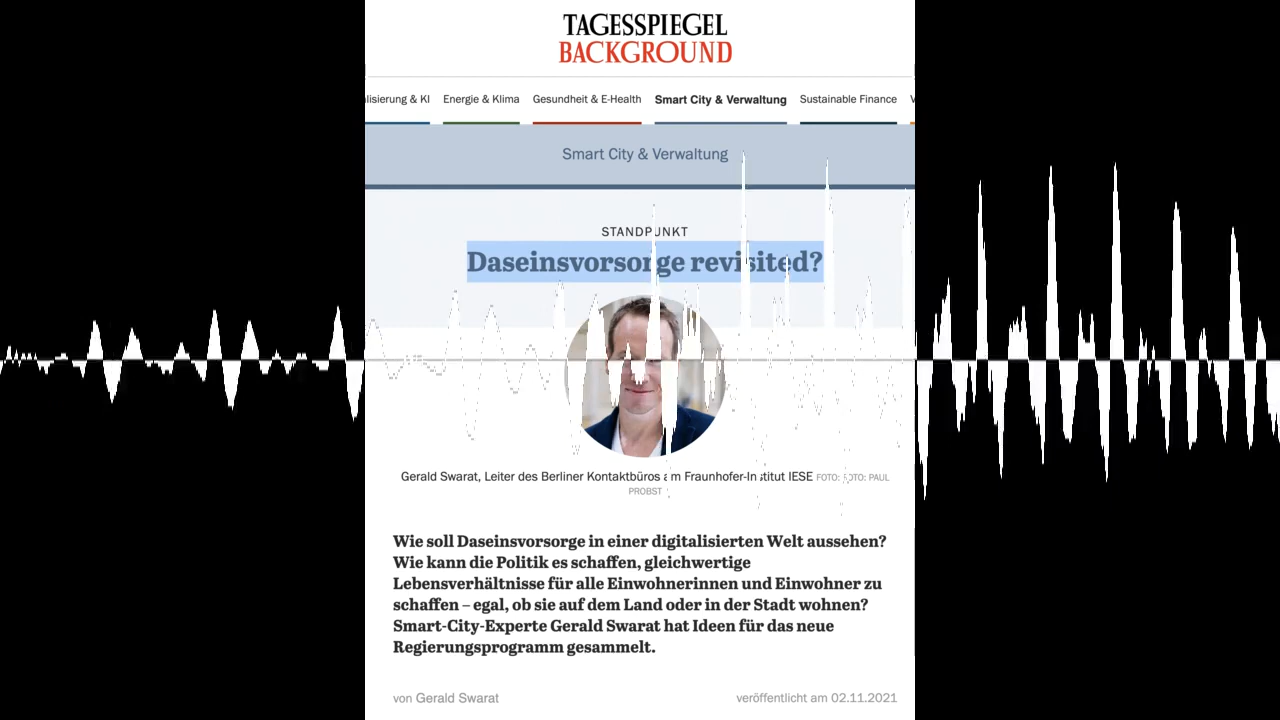 TAGESSPIEGEL
BACKGROUND
lisierung & KI Energie & Klima Gesundheit & E-Health Smart City & Verwaltung Sustainable Finance
Smart City & Verwaltung
STANDPUNKT
Daseinsvorsorge revisited?
Gerald Swarat, Leiter des Berliner Kontaktbüros am Fraunhofer-Institut IESE FOTO: FOTO: PAUL
PROBST
Wie soll Daseinsvorsorge in einer digitalisierten Welt aussehen?
Wie kann die Politik es schaffen, gleichwertige
Lebensverhältnisse für alle Einwohnerinnen und Einwohner zu
schaffen – egal, ob sie auf dem Land oder in der Stadt wohnen?
Smart-City-Experte Gerald Swarat hat Ideen für das neue
Regierungsprogramm gesammelt.
von Gerald Swarat veröffentlicht am 02.11.2021